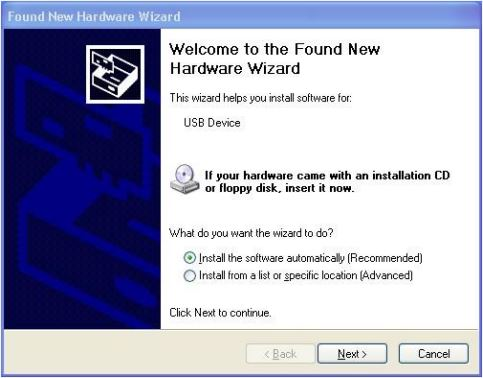 Found New Hardware Wizard
Welcome to the Found New
Hardware Wizard
This wizard helps you install software for:
USB Device
If your hardware came with an installation CD
or floppy disk, insert it now.
What do you want the wizard to do?
Install the software automatically (Recommended)
Install from a list or specific location (Advanced)
Click Next to continue.
< Back Next > Cancel